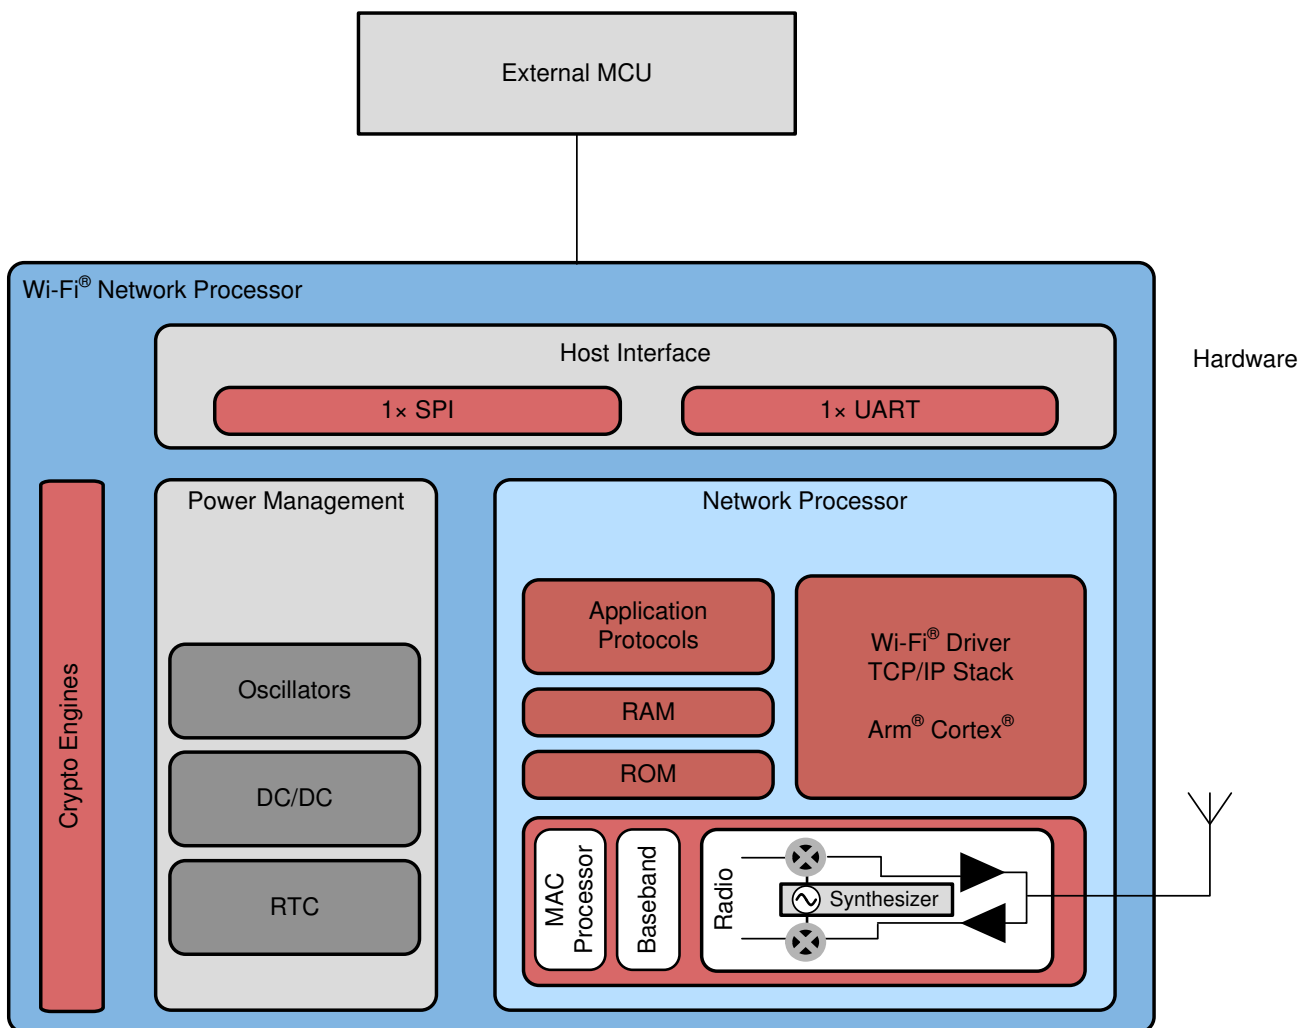 External MCU
Wi-Fi® Network Processor
Host Interface
Hardware
1× SPI
1× UART
Power Management
Network Processor
Crypto Engines
Oscillators
DC/DC
RTC
Application
Protocols
RAM
ROM
Wi-Fi® Driver
TCP/IP Stack
Arm® Cortex®
MAC
Processor
Baseband
Radio
Synthesizer